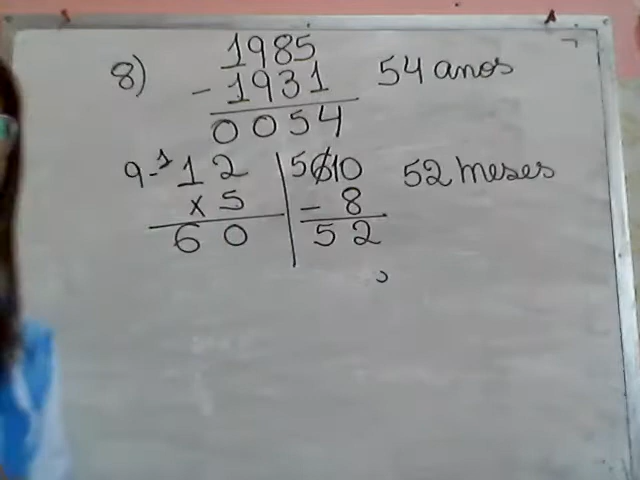 8) 1985
- 1931 54 anos
0054
9- 1 12 5610 52 meses
x 5 - 8
60 52